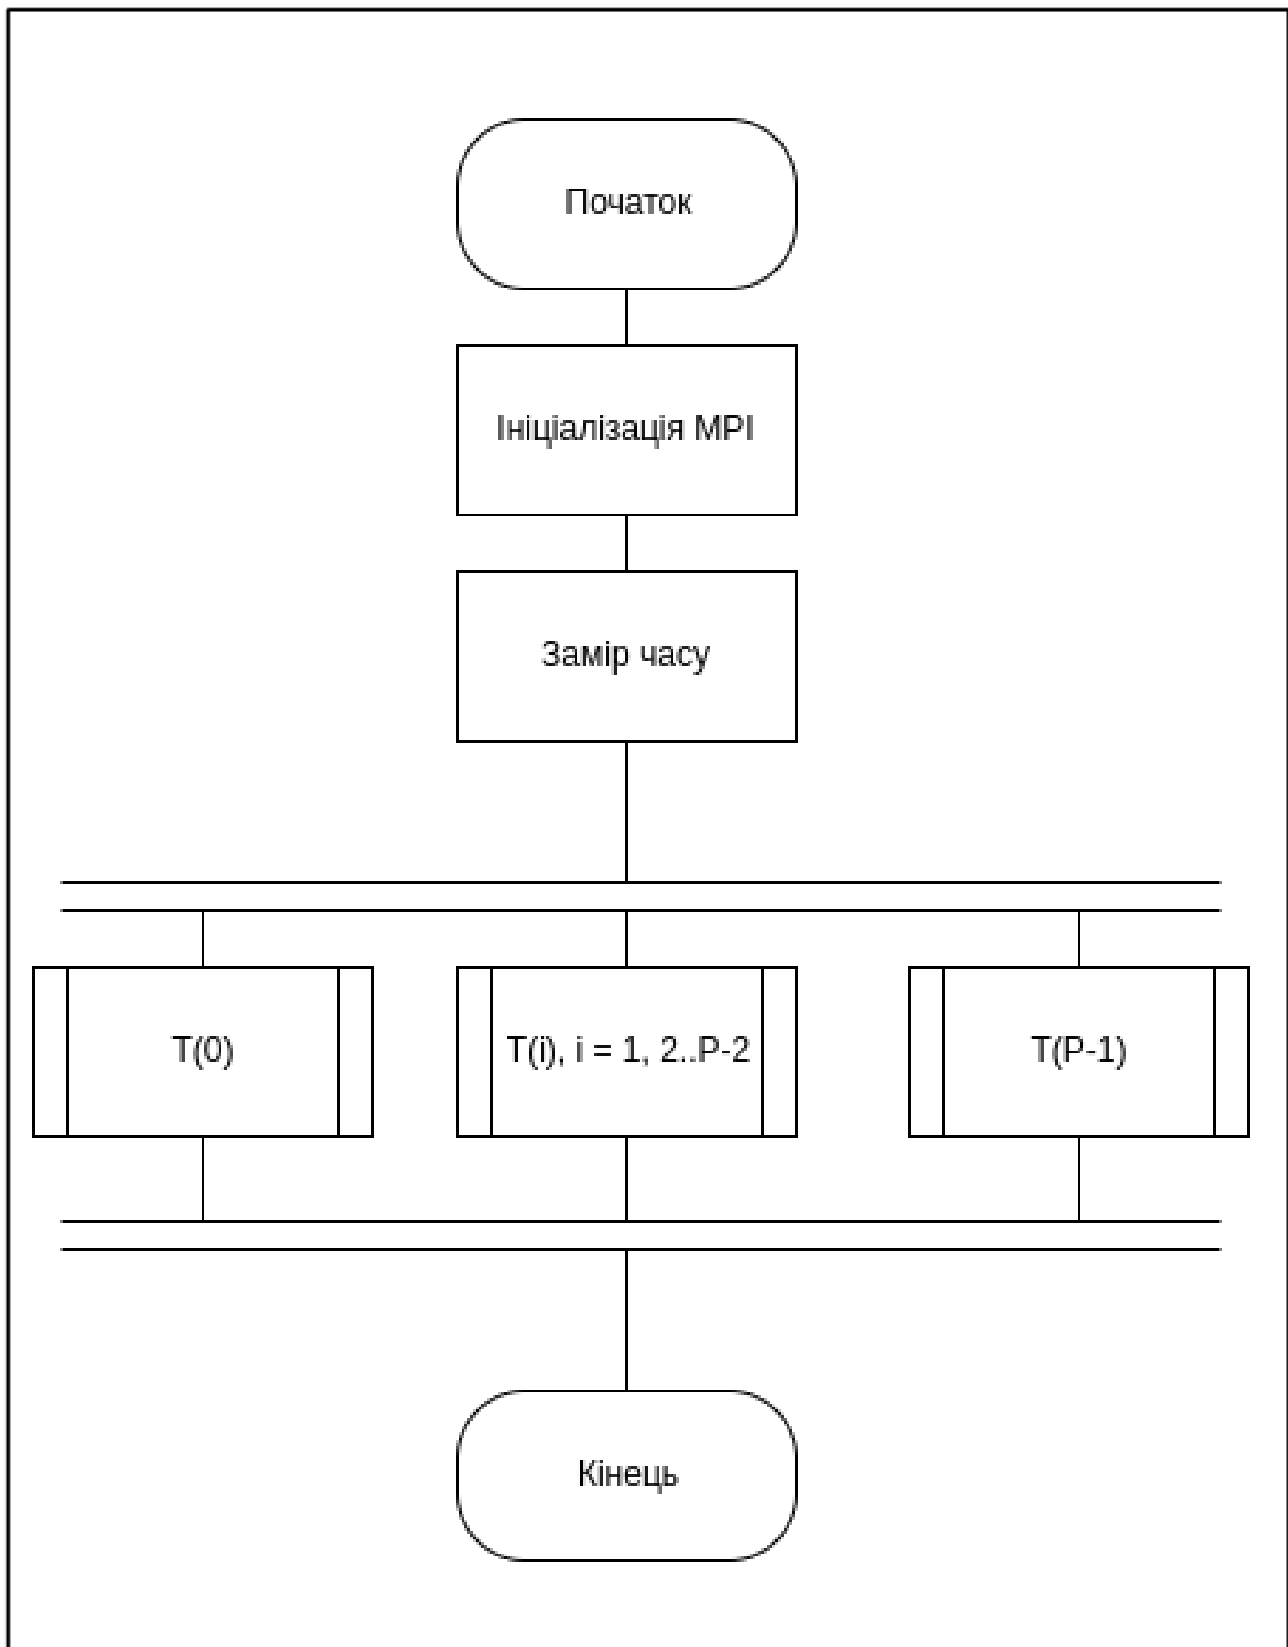 Початок
Ініціалізація MPI
Замір часу
T(0)
T(i), i = 1, 2..P-2
T(P-1)
Кінець